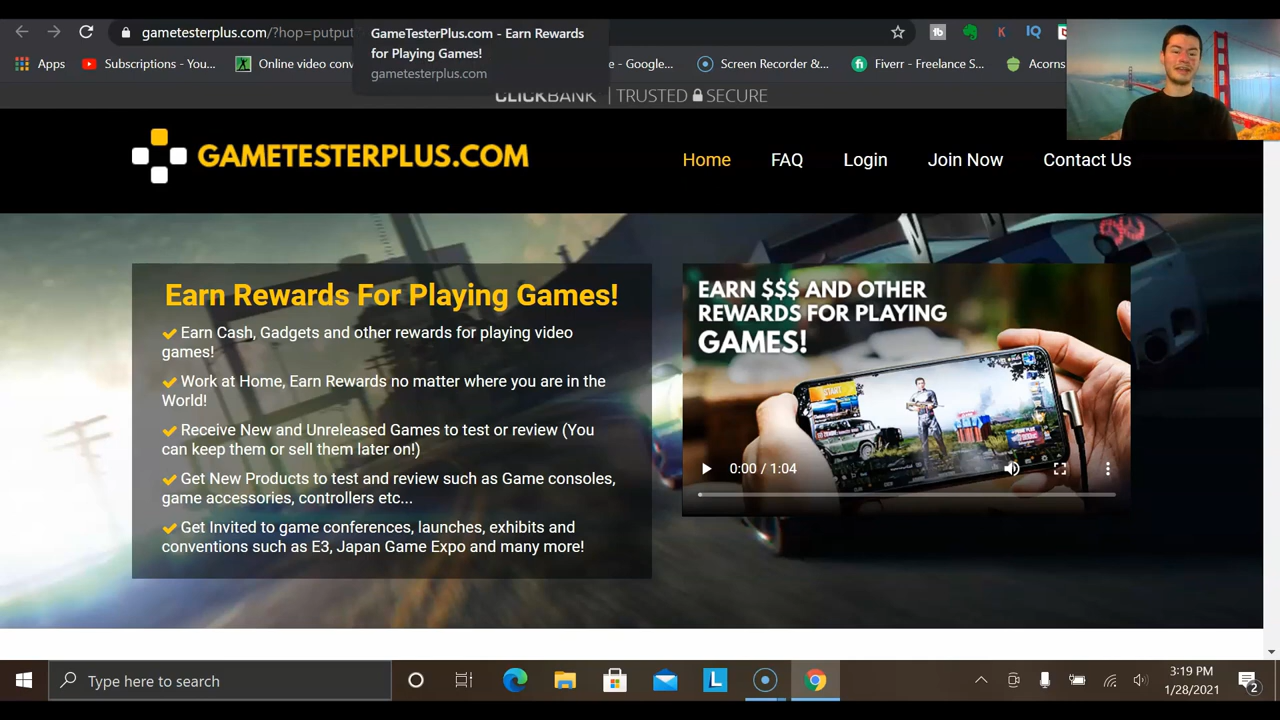 gametesterplus.com/?hop=putput
GameTesterPlus.com - Earn Rewards
for Playing Games!
gametesterplus.com
tb
K
IQ
Apps
Subscriptions - You...
Online video conv
e - Google...
Screen Recorder &...
Fiverr - Freelance S...
Acorns
CLICKBANK | TRUSTED SECURE
GAMETESTERPLUS.COM
Home
FAQ
Login
Join Now
Contact Us
Earn Rewards For Playing Games!
Earn Cash, Gadgets and other rewards for playing video
games!
Work at Home, Earn Rewards no matter where you are in the
World!
Receive New and Unreleased Games to test or review (You
can keep them or sell them later on!)
Get New Products to test and review such as Game consoles,
game accessories, controllers etc...
Get Invited to game conferences, launches, exhibits and
conventions such as E3, Japan Game Expo and many more!
EARN $$$ AND OTHER
REWARDS FOR PLAYING
GAMES!
START
0:00 / 1:04
Type here to search
L
3:19 PM
1/28/2021
2